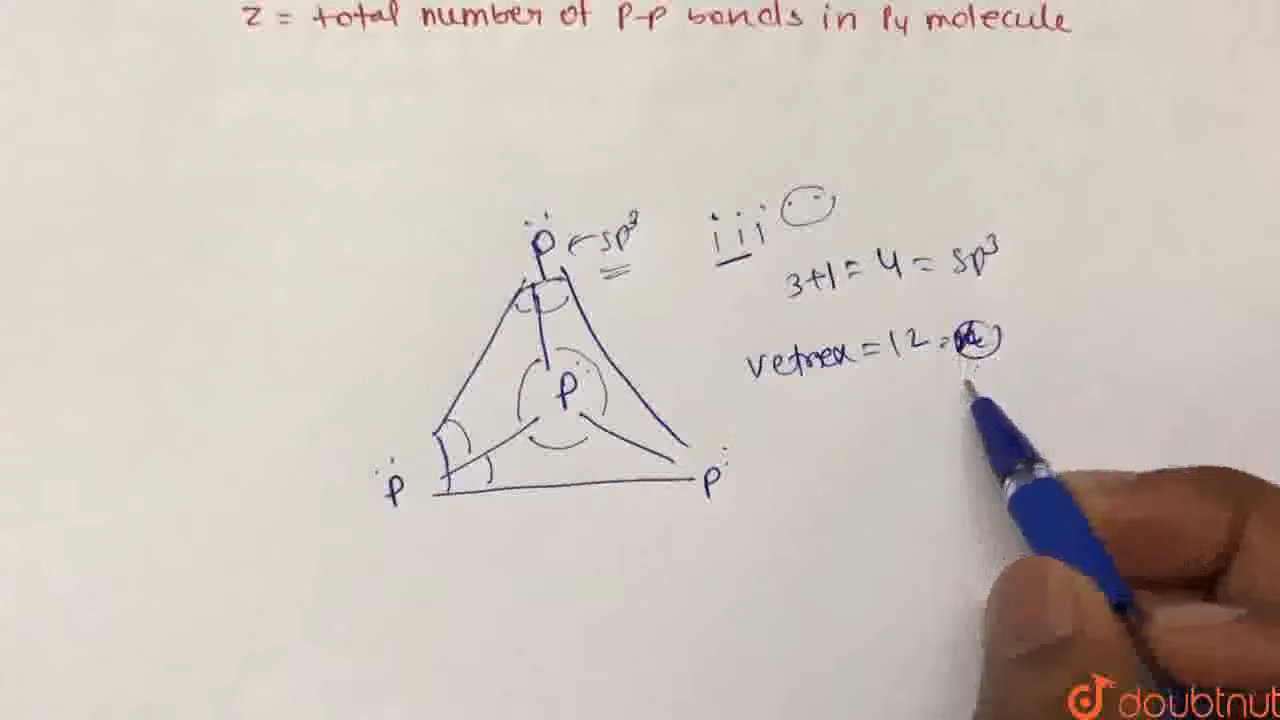 z = total number of P-P bonds in P4 molecule
P sp³
3+1 = 4 = sp³
vetrex = 12 =
P
P P
doubtnut